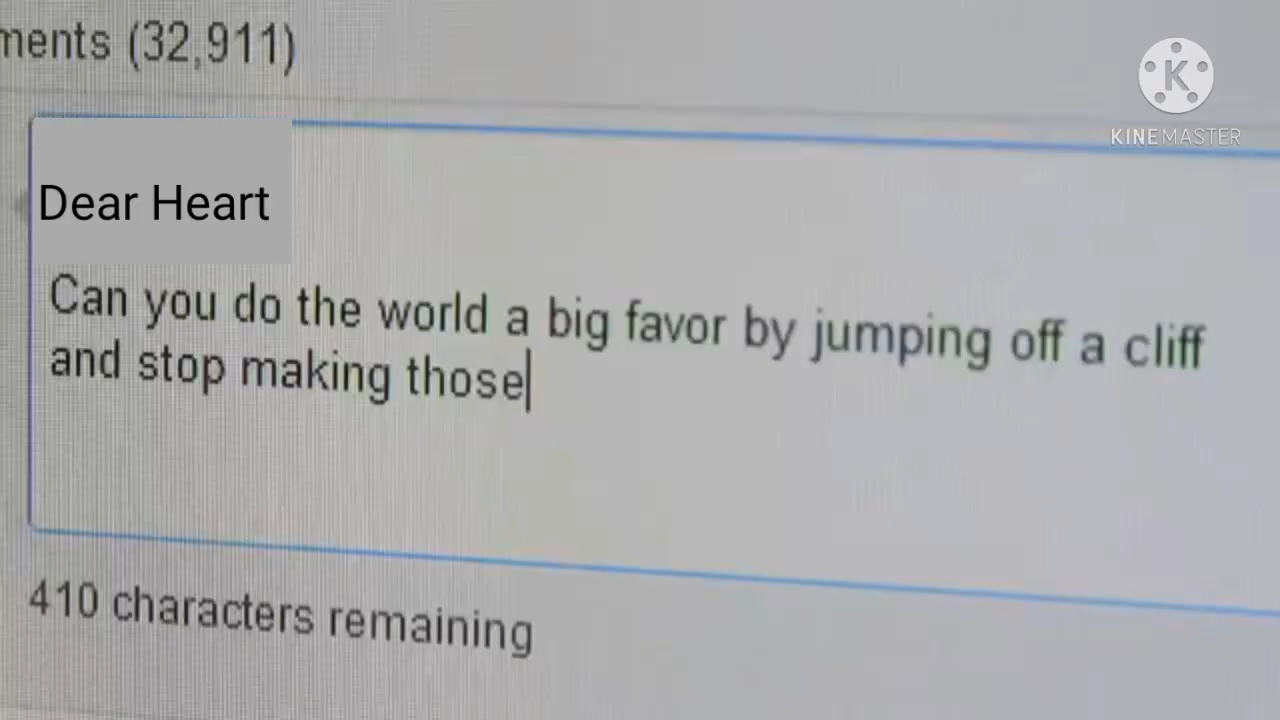 ments (32,911)
KINEMASTER
Dear Heart
Can you do the world a big favor by jumping off a cliff
and stop making those
410 characters remaining